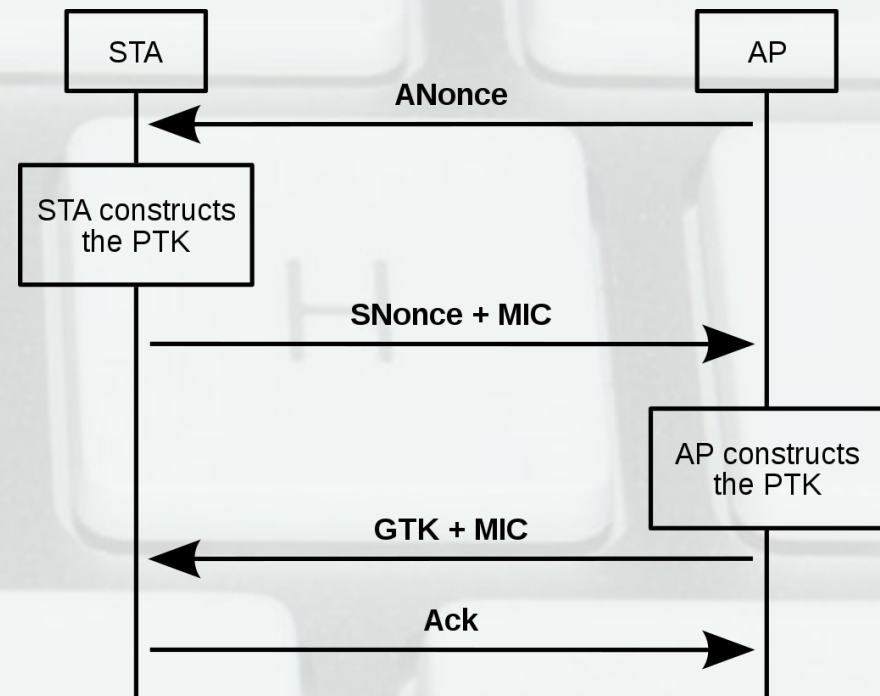 STA
AP
ANonce
STA constructs
the PTK
SNonce + MIC
H
AP constructs
the PTK
GTK + MIC
Ack